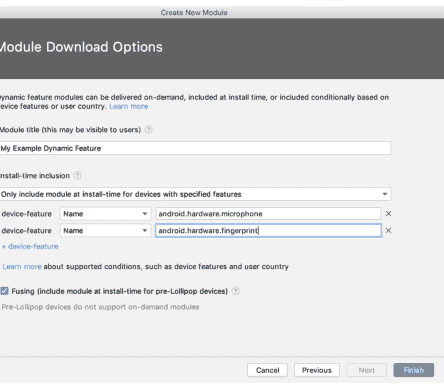 Create New Module
Module Download Options
Dynamic feature modules can be delivered on-demand, included at install time, or included conditionally based on
device features or user country. Learn more
Module title (this may be visible to users)
My Example Dynamic Feature
Install-time inclusion
Only include module at install-time for devices with specified features
device-feature Name android.hardware.microphone
device-feature Name android.hardware.fingerprint
+ device-feature
Learn more about supported conditions, such as device features and user country
Fusing (include module at install-time for pre-Lollipop devices)
Pre-Lollipop devices do not support on-demand modules
Cancel Previous Next Finish